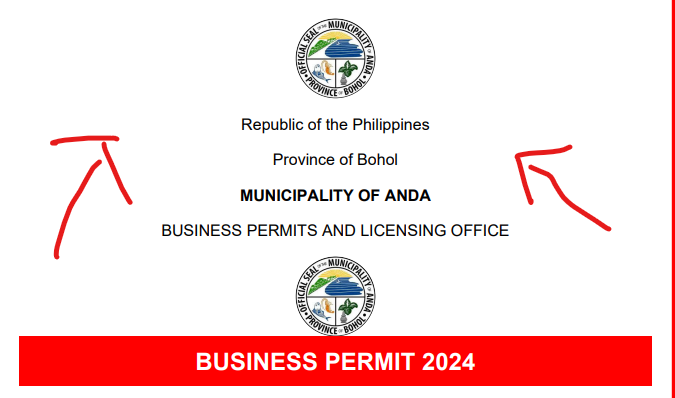 OFFICIAL SEAL OF THE MUNICIPALITY OF ANDA
PROVINCE OF BOHOL
Republic of the Philippines
Province of Bohol
MUNICIPALITY OF ANDA
BUSINESS PERMITS AND LICENSING OFFICE
OFFICIAL SEAL OF THE MUNICIPALITY OF ANDA
PROVINCE OF BOHOL
BUSINESS PERMIT 2024